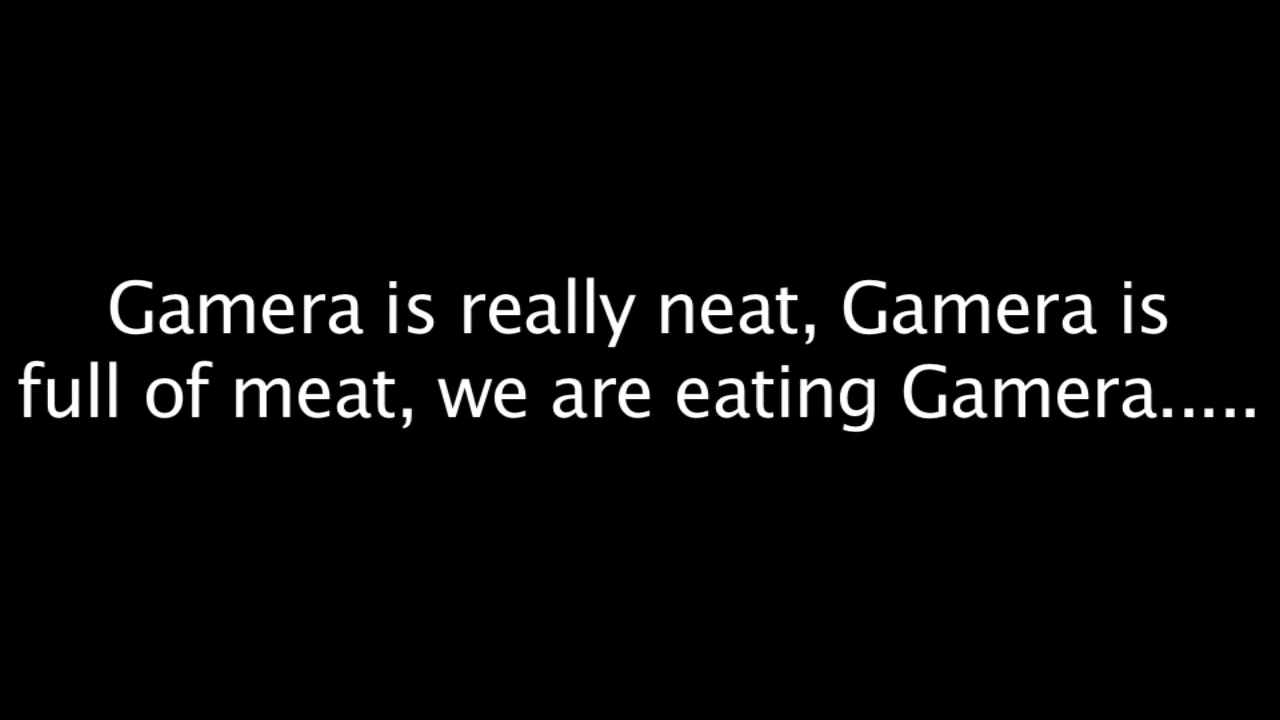 Gamera is really neat, Gamera is
full of meat, we are eating Gamera.....